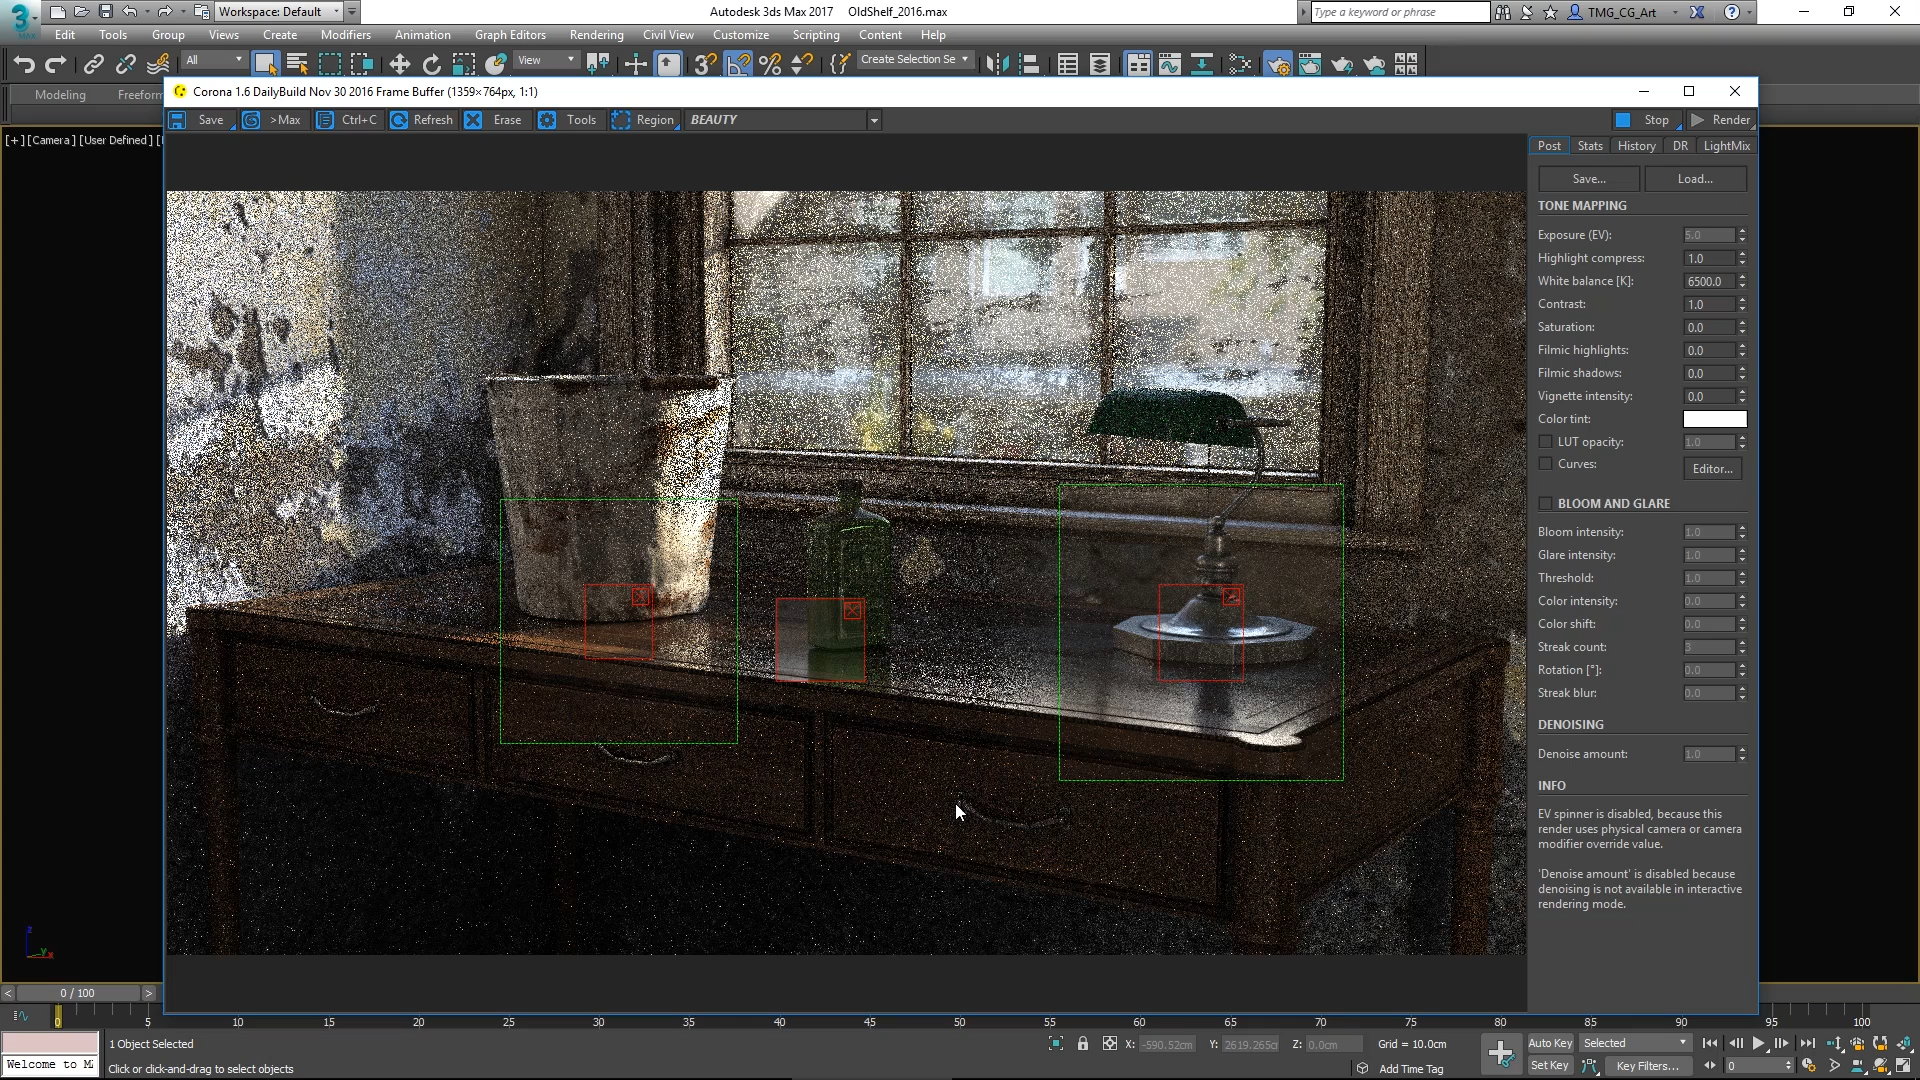 Workspace: Default
Autodesk 3ds Max 2017 OldShelf_2016.max
Type a keyword or phrase
TMG_CG_Art
MAX
Edit Tools Group Views Create Modifiers Animation Graph Editors Rendering Civil View Customize Scripting Content Help
All
View
Create Selection Se
Modeling
Freeform
Corona 1.6 DailyBuild Nov 30 2016 Frame Buffer (1359×764px, 1:1)
Save
>Max
Ctrl+C
Refresh
Erase
Tools
Region
BEAUTY
Stop
Render
[+] [Camera] [User Defined] [
Post Stats History DR LightMix
Save... Load...
TONE MAPPING
Exposure (EV): 5.0
Highlight compress: 1.0
White balance [K]: 6500.0
Contrast: 1.0
Saturation: 0.0
Filmic highlights: 0.0
Filmic shadows: 0.0
Vignette intensity: 0.0
Color tint:
LUT opacity: 1.0
Curves: Editor...
BLOOM AND GLARE
Bloom intensity: 1.0
Glare intensity: 1.0
Threshold: 1.0
Color intensity: 0.0
Color shift: 0.0
Streak count: 3
Rotation [°]: 0.0
Streak blur: 0.0
DENOISING
Denoise amount: 1.0
INFO
EV spinner is disabled, because this
render uses physical camera or camera
modifier override value.
'Denoise amount' is disabled because
denoising is not available in interactive
rendering mode.
z
y x
< 0 / 100 >
0 5 10 15 20 25 30 35 40 45 50 55 60 65 70 75 80 85 90 95 100
1 Object Selected
X: -590.52cm Y: 2619.265c Z: 0.0cm Grid = 10.0cm
Auto Key Selected
Welcome to M
Click or click-and-drag to select objects
Add Time Tag
Set Key Key Filters... 0